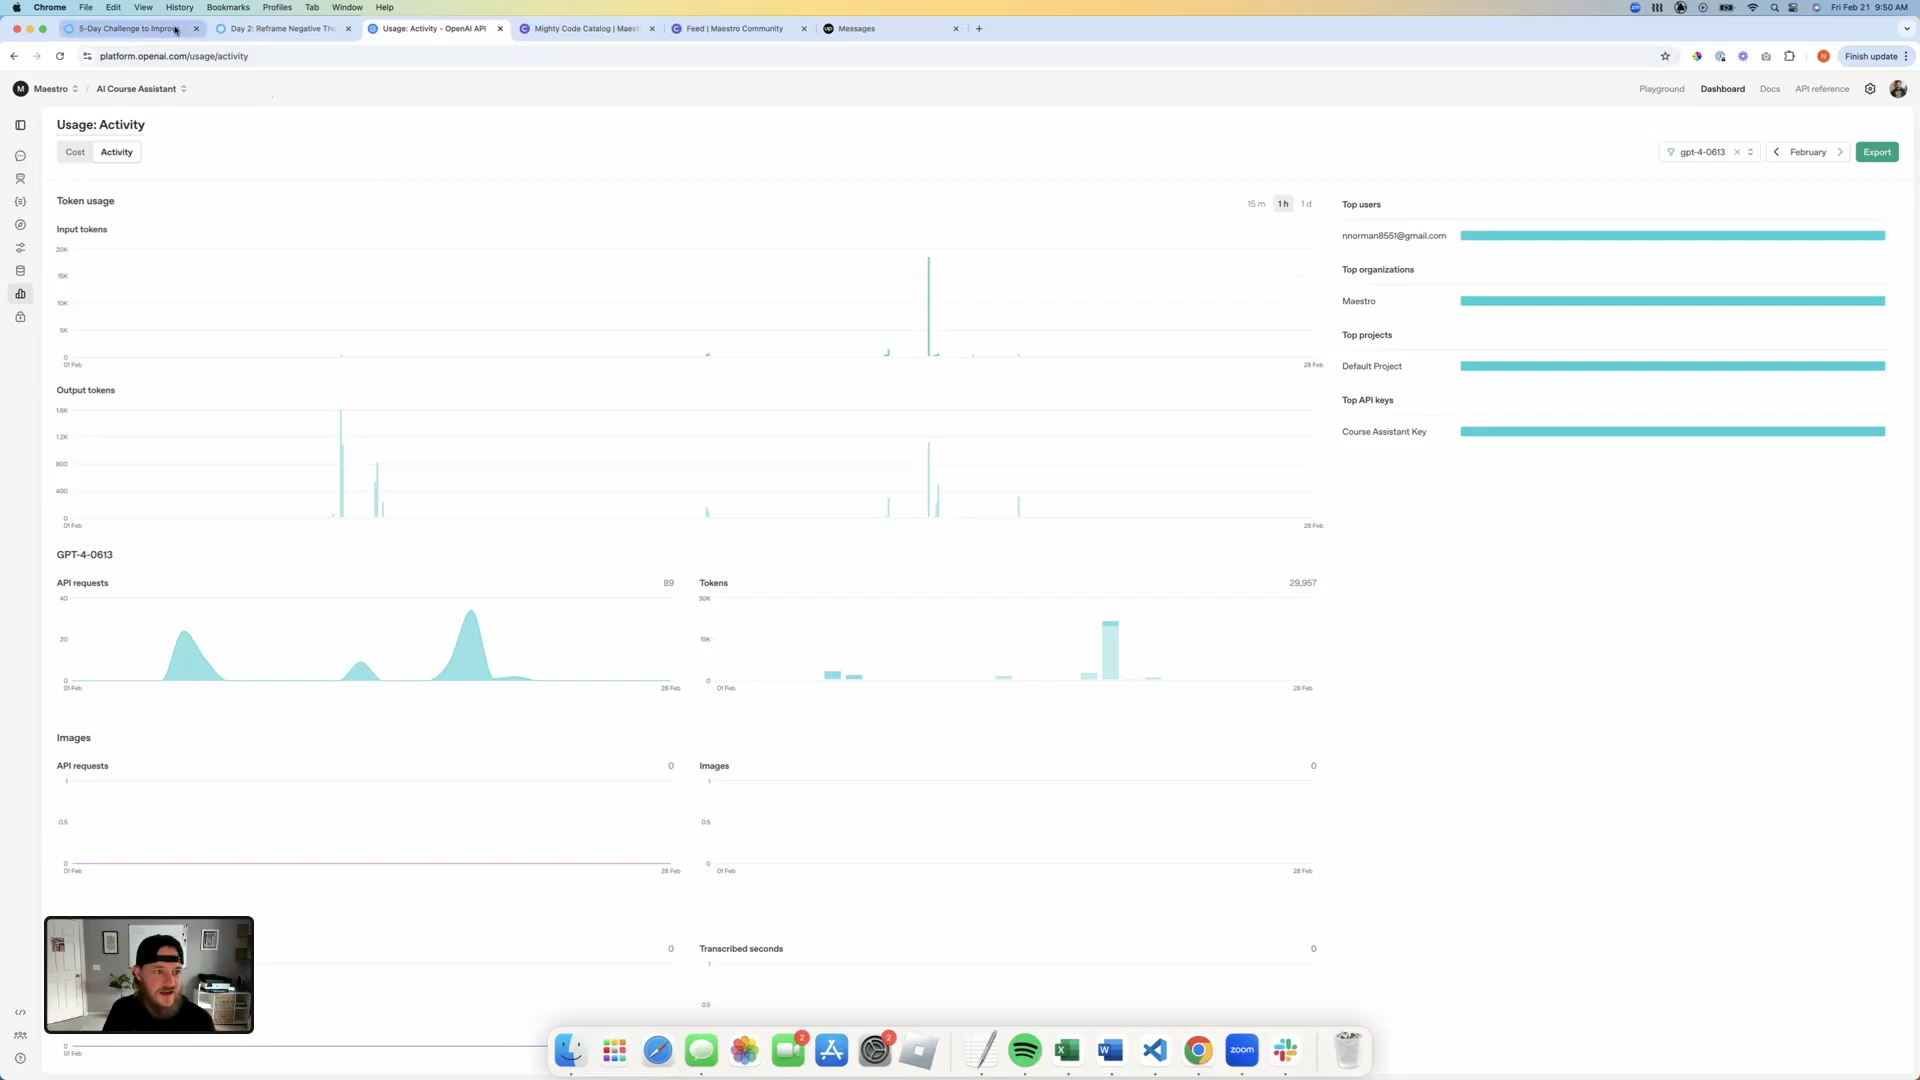 Chrome File Edit View History Bookmarks Profiles Tab Window Help Fri Feb 21 9:50 AM
5-Day Challenge to Improv Day 2: Reframe Negative Tho Usage: Activity - OpenAI API Mighty Code Catalog | Maest Feed | Maestro Community Messages
platform.openai.com/usage/activity N Finish update
M Maestro / AI Course Assistant Playground Dashboard Docs API reference
Usage: Activity
Cost Activity gpt-4-0613 February Export
Token usage 15 m 1 h 1 d
Input tokens
20K
15K
10K
5K
0
01 Feb 28 Feb
Output tokens
1.6K
1.2K
800
400
0
01 Feb 28 Feb
Top users
nnorman8551@gmail.com
Top organizations
Maestro
Top projects
Default Project
Top API keys
Course Assistant Key
GPT-4-0613
API requests 89
40
20
0
01 Feb 28 Feb
Tokens 29,957
30K
15K
0
01 Feb 28 Feb
Images
API requests 0
1
0.5
0
01 Feb 28 Feb
Images 0
1
0.5
0
01 Feb 28 Feb
0
Transcribed seconds 0
1
0.5
0
01 Feb
2
2
zoom